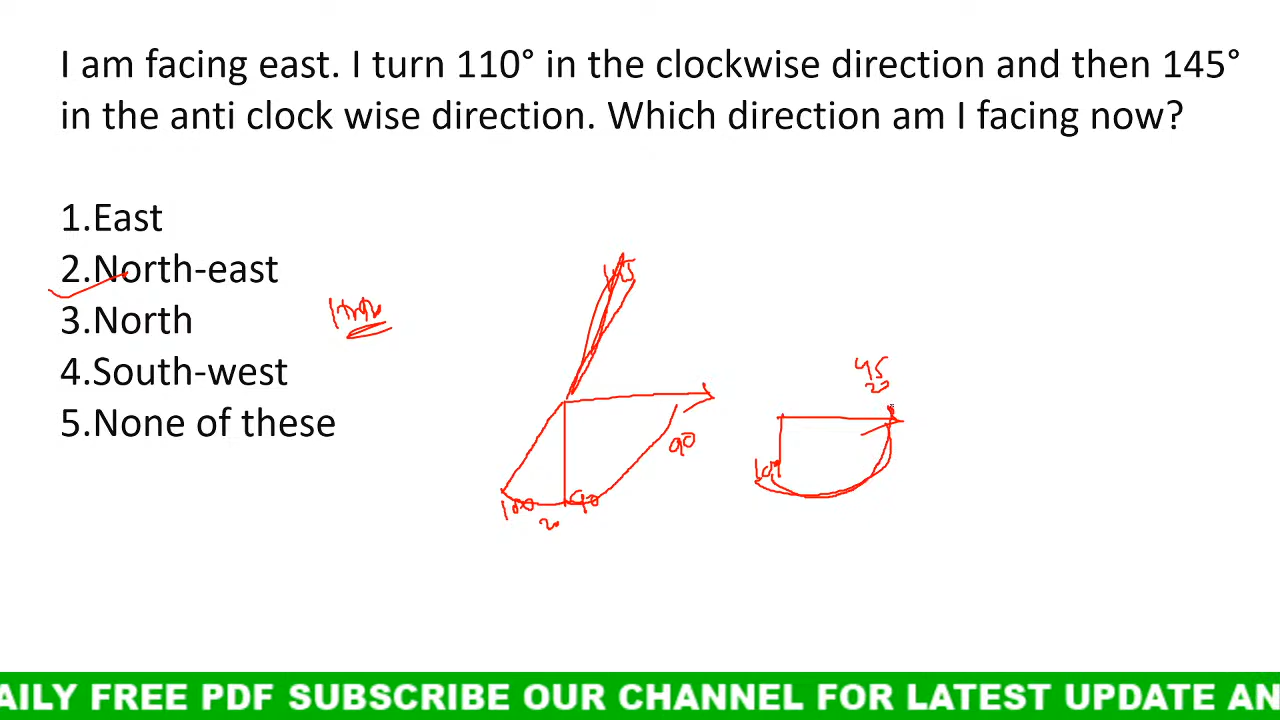 I am facing east. I turn 110° in the clockwise direction and then 145°
in the anti clock wise direction. Which direction am I facing now?
1.East
2.North-east
3.North
4.South-west
5.None of these
90
90
20
45
20
AILY FREE PDF SUBSCRIBE OUR CHANNEL FOR LATEST UPDATE AN